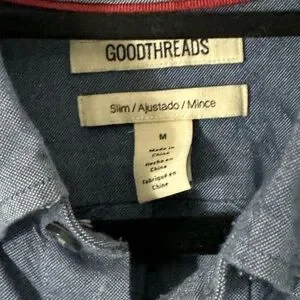 GOODTHREADS
Slim / Ajustado / Mince
M
Made in
China
Hecho en
China
Fabriqué en
Chine